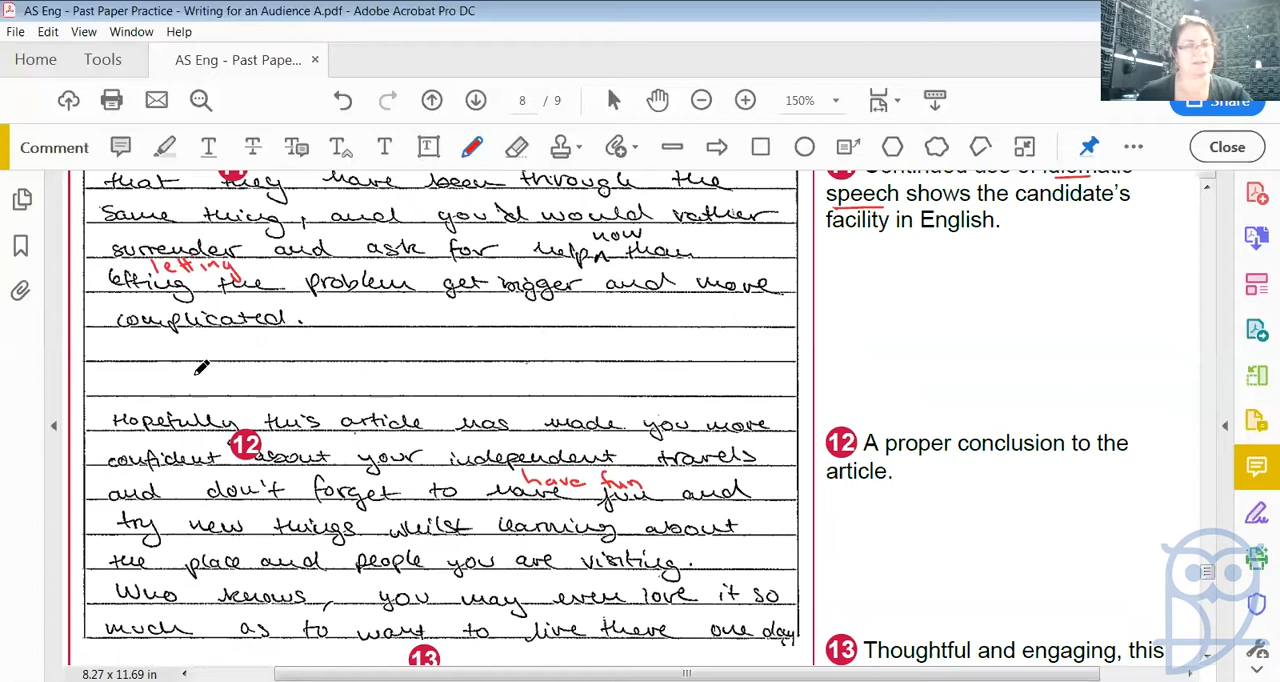 AS Eng - Past Paper Practice - Writing for an Audience A.pdf - Adobe Acrobat Pro DC
File Edit View Window Help
Home Tools AS Eng - Past Pape... ×
8 / 9 150% Share
Comment Close
that they have been through the
same thing, and you'd would rather
now
surrender and ask for help than
letting
letting the problem get bigger and more
complicated.
Hopefully this article has made you more
12
confident about your independent travels
have fun
and don't forget to have fun and
try new things whilst learning about
the place and people you are visiting.
Who knows, you may even love it so
much as to want to live there one day
13
11 Continued use of idiomatic
speech shows the candidate's
facility in English.
12 A proper conclusion to the
article.
13 Thoughtful and engaging, this
8.27 x 11.69 in